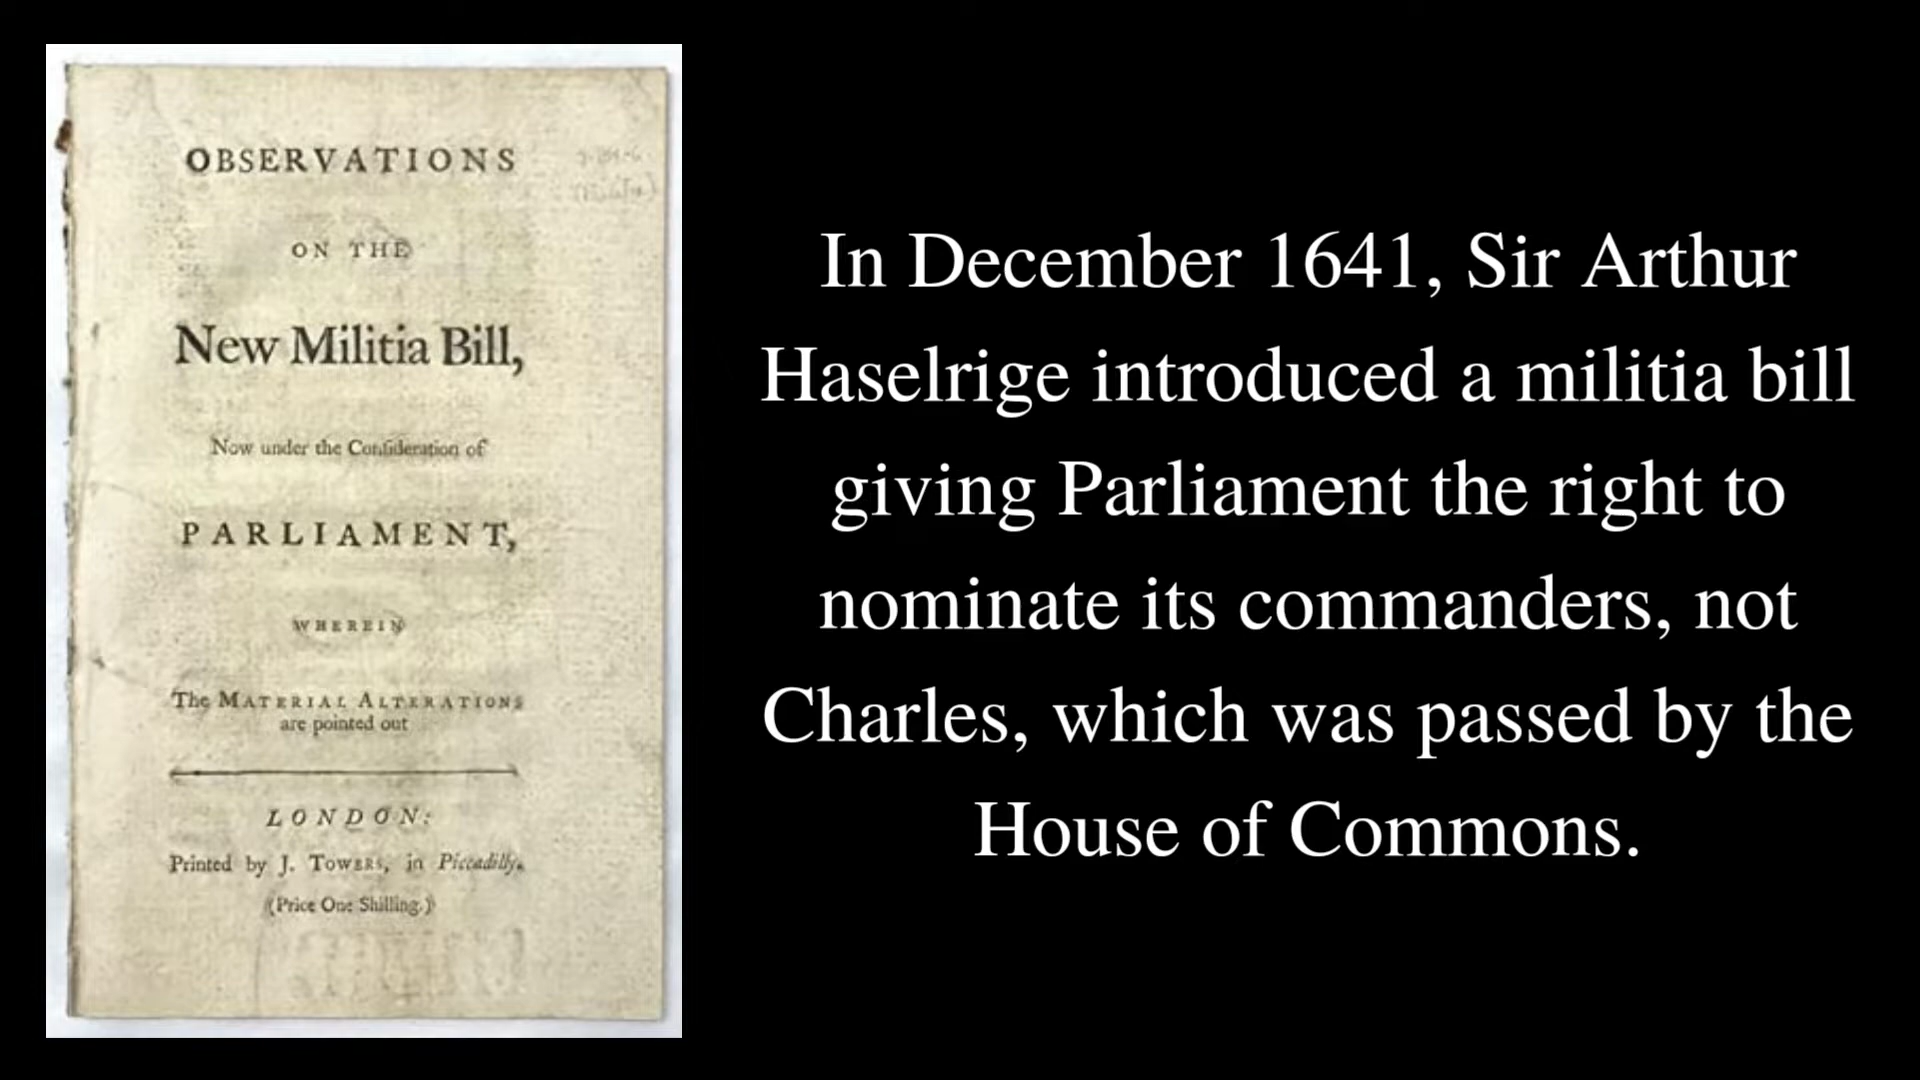 OBSERVATIONS
ON THE
New Militia Bill,
Now under the Consideration of
PARLIAMENT,
WHEREIN
The MATERIAL ALTERATIONS
are pointed out
LONDON:
Printed by J. TOWERS, in Piccadilly.
(Price One Shilling.)
In December 1641, Sir Arthur
Haselrige introduced a militia bill
giving Parliament the right to
nominate its commanders, not
Charles, which was passed by the
House of Commons.